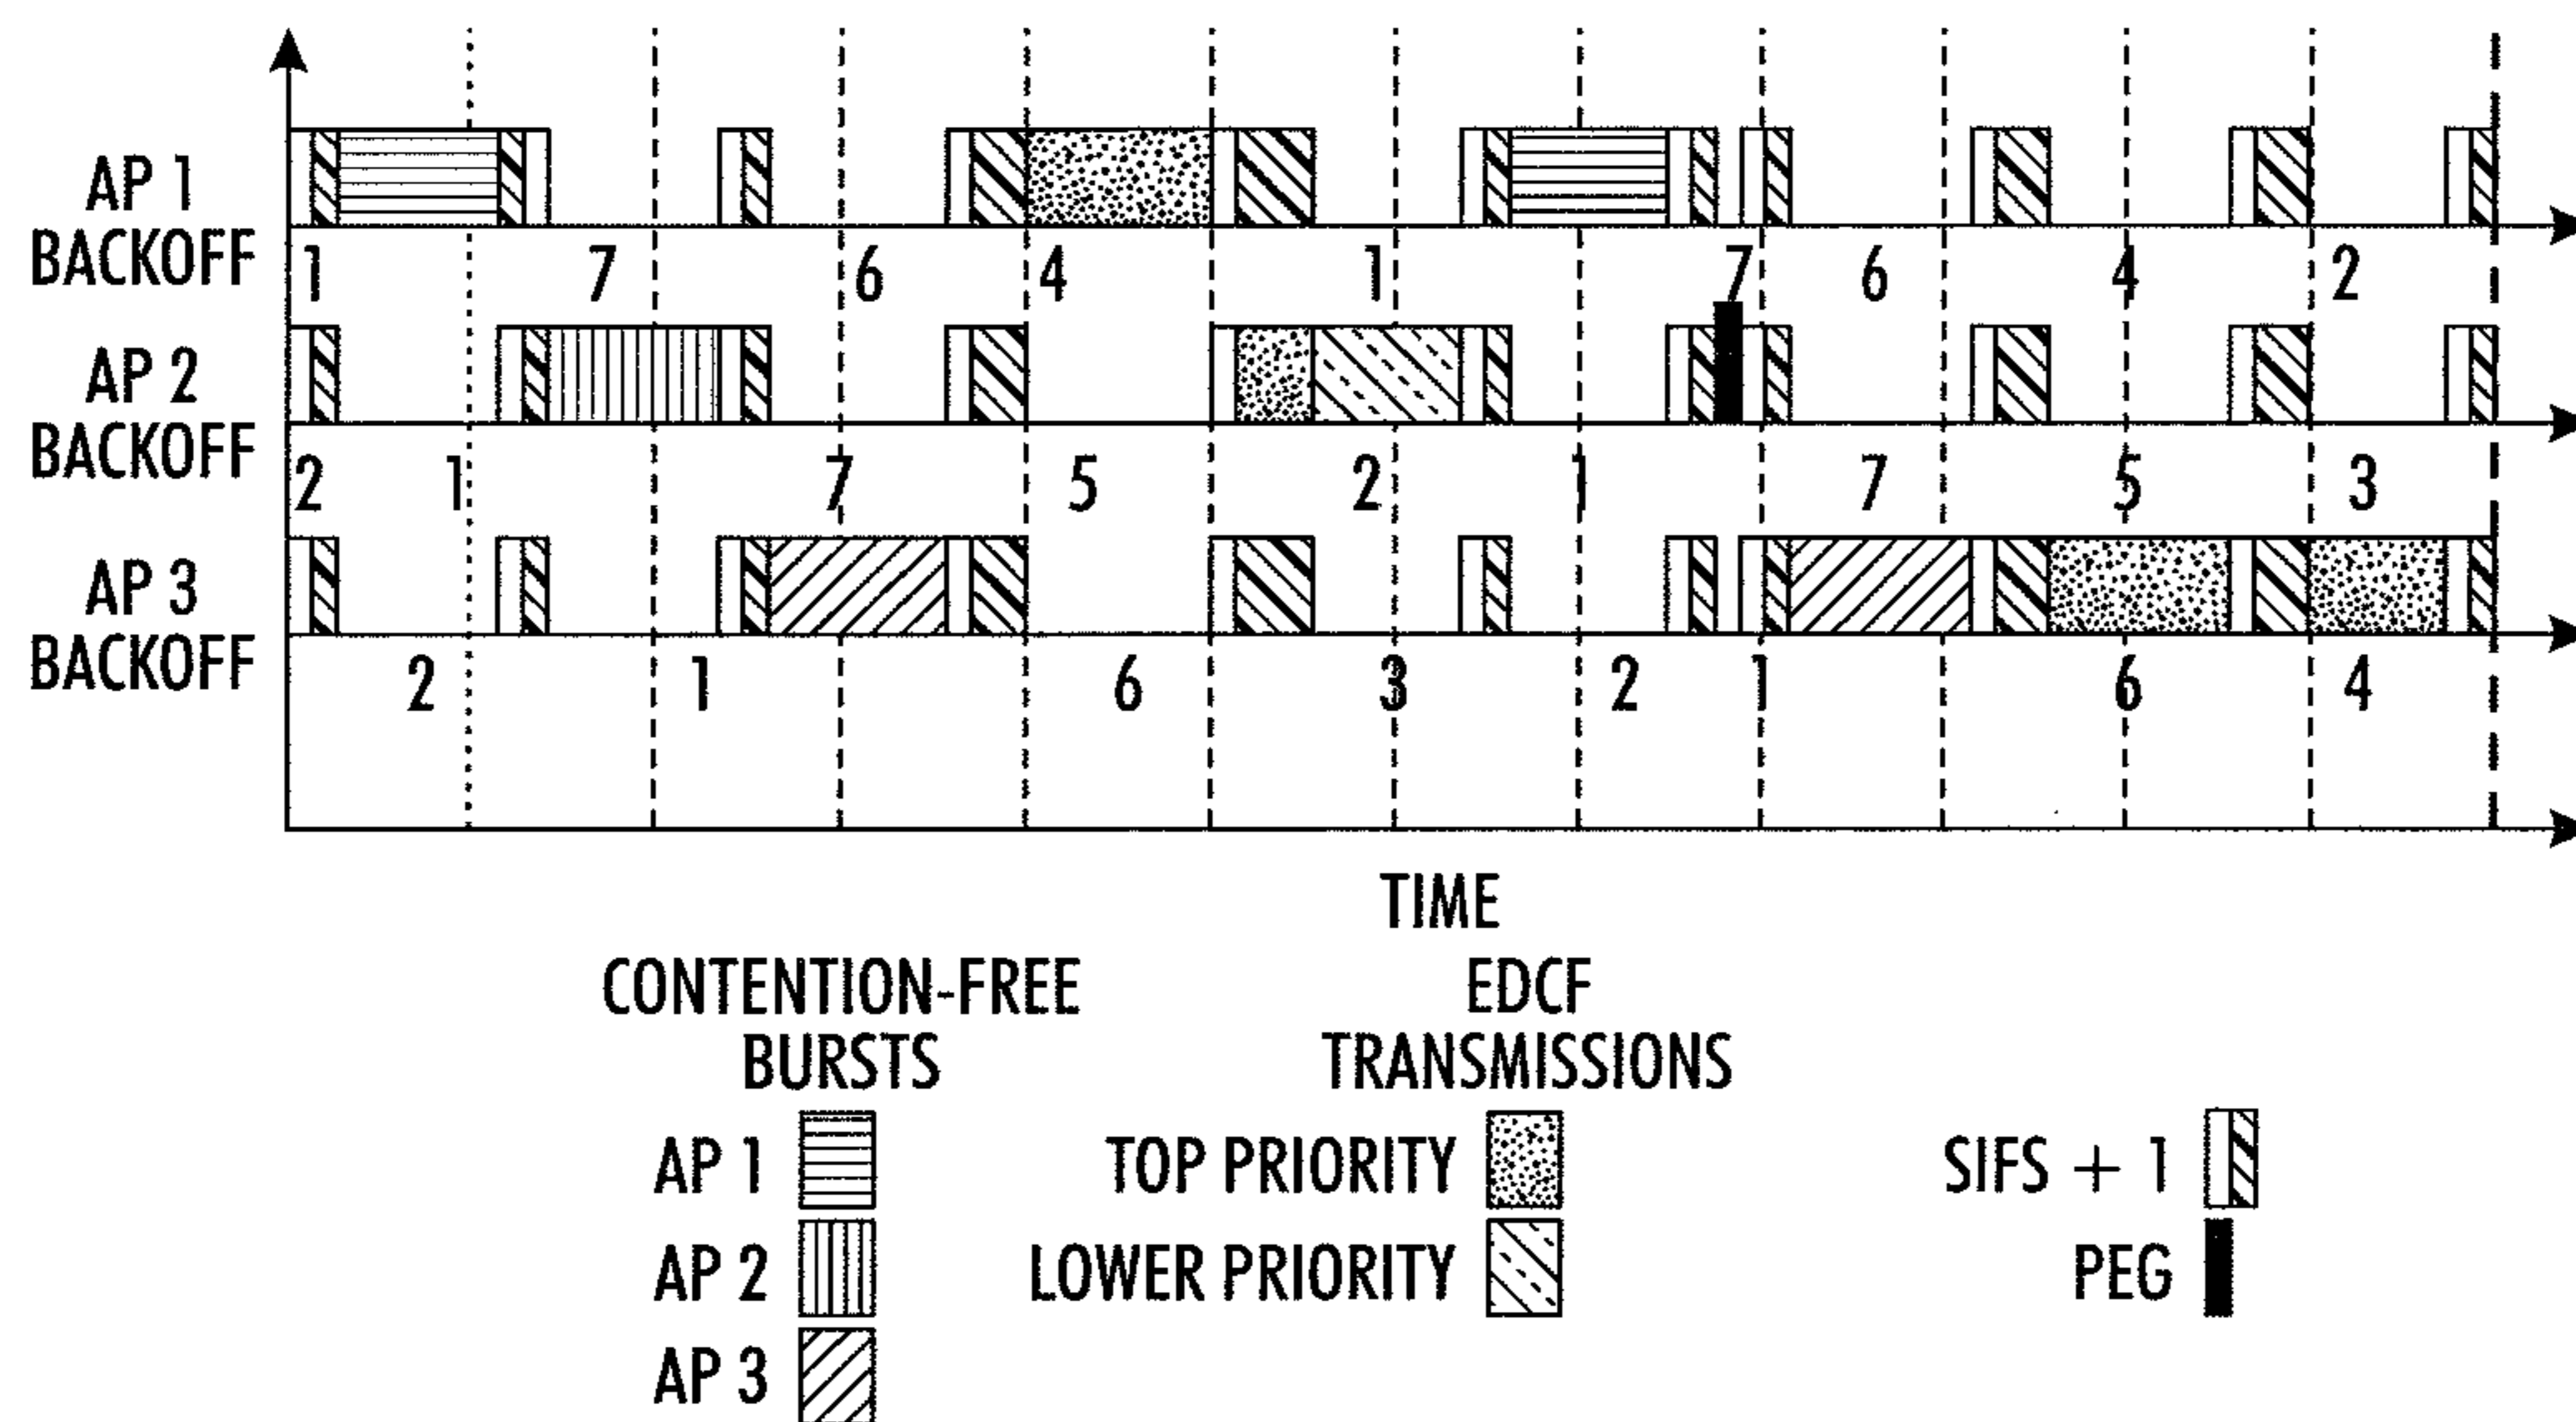 AP 1
BACKOFF
1 7 6 4 1 7 6 4 2
AP 2
BACKOFF
2 1 7 5 2 1 7 5 3
AP 3
BACKOFF
2 1 6 3 2 1 6 4
TIME
CONTENTION-FREE
BURSTS
AP 1
AP 2
AP 3
EDCF
TRANSMISSIONS
TOP PRIORITY
LOWER PRIORITY
SIFS + 1
PEG